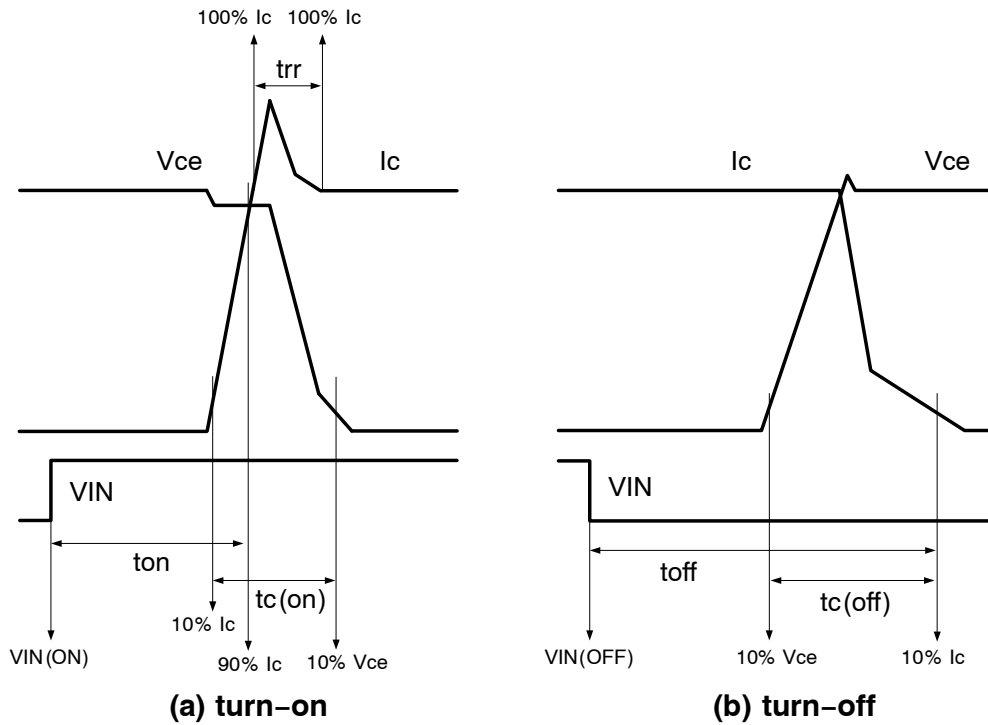 100% Ic 100% Ic
trr
Vce Ic
Ic Vce
VIN
VIN
ton
toff
tc(on)
tc(off)
10% Ic
VIN(ON) 90% Ic 10% Vce
VIN(OFF) 10% Vce 10% Ic
(a) turn−on (b) turn−off